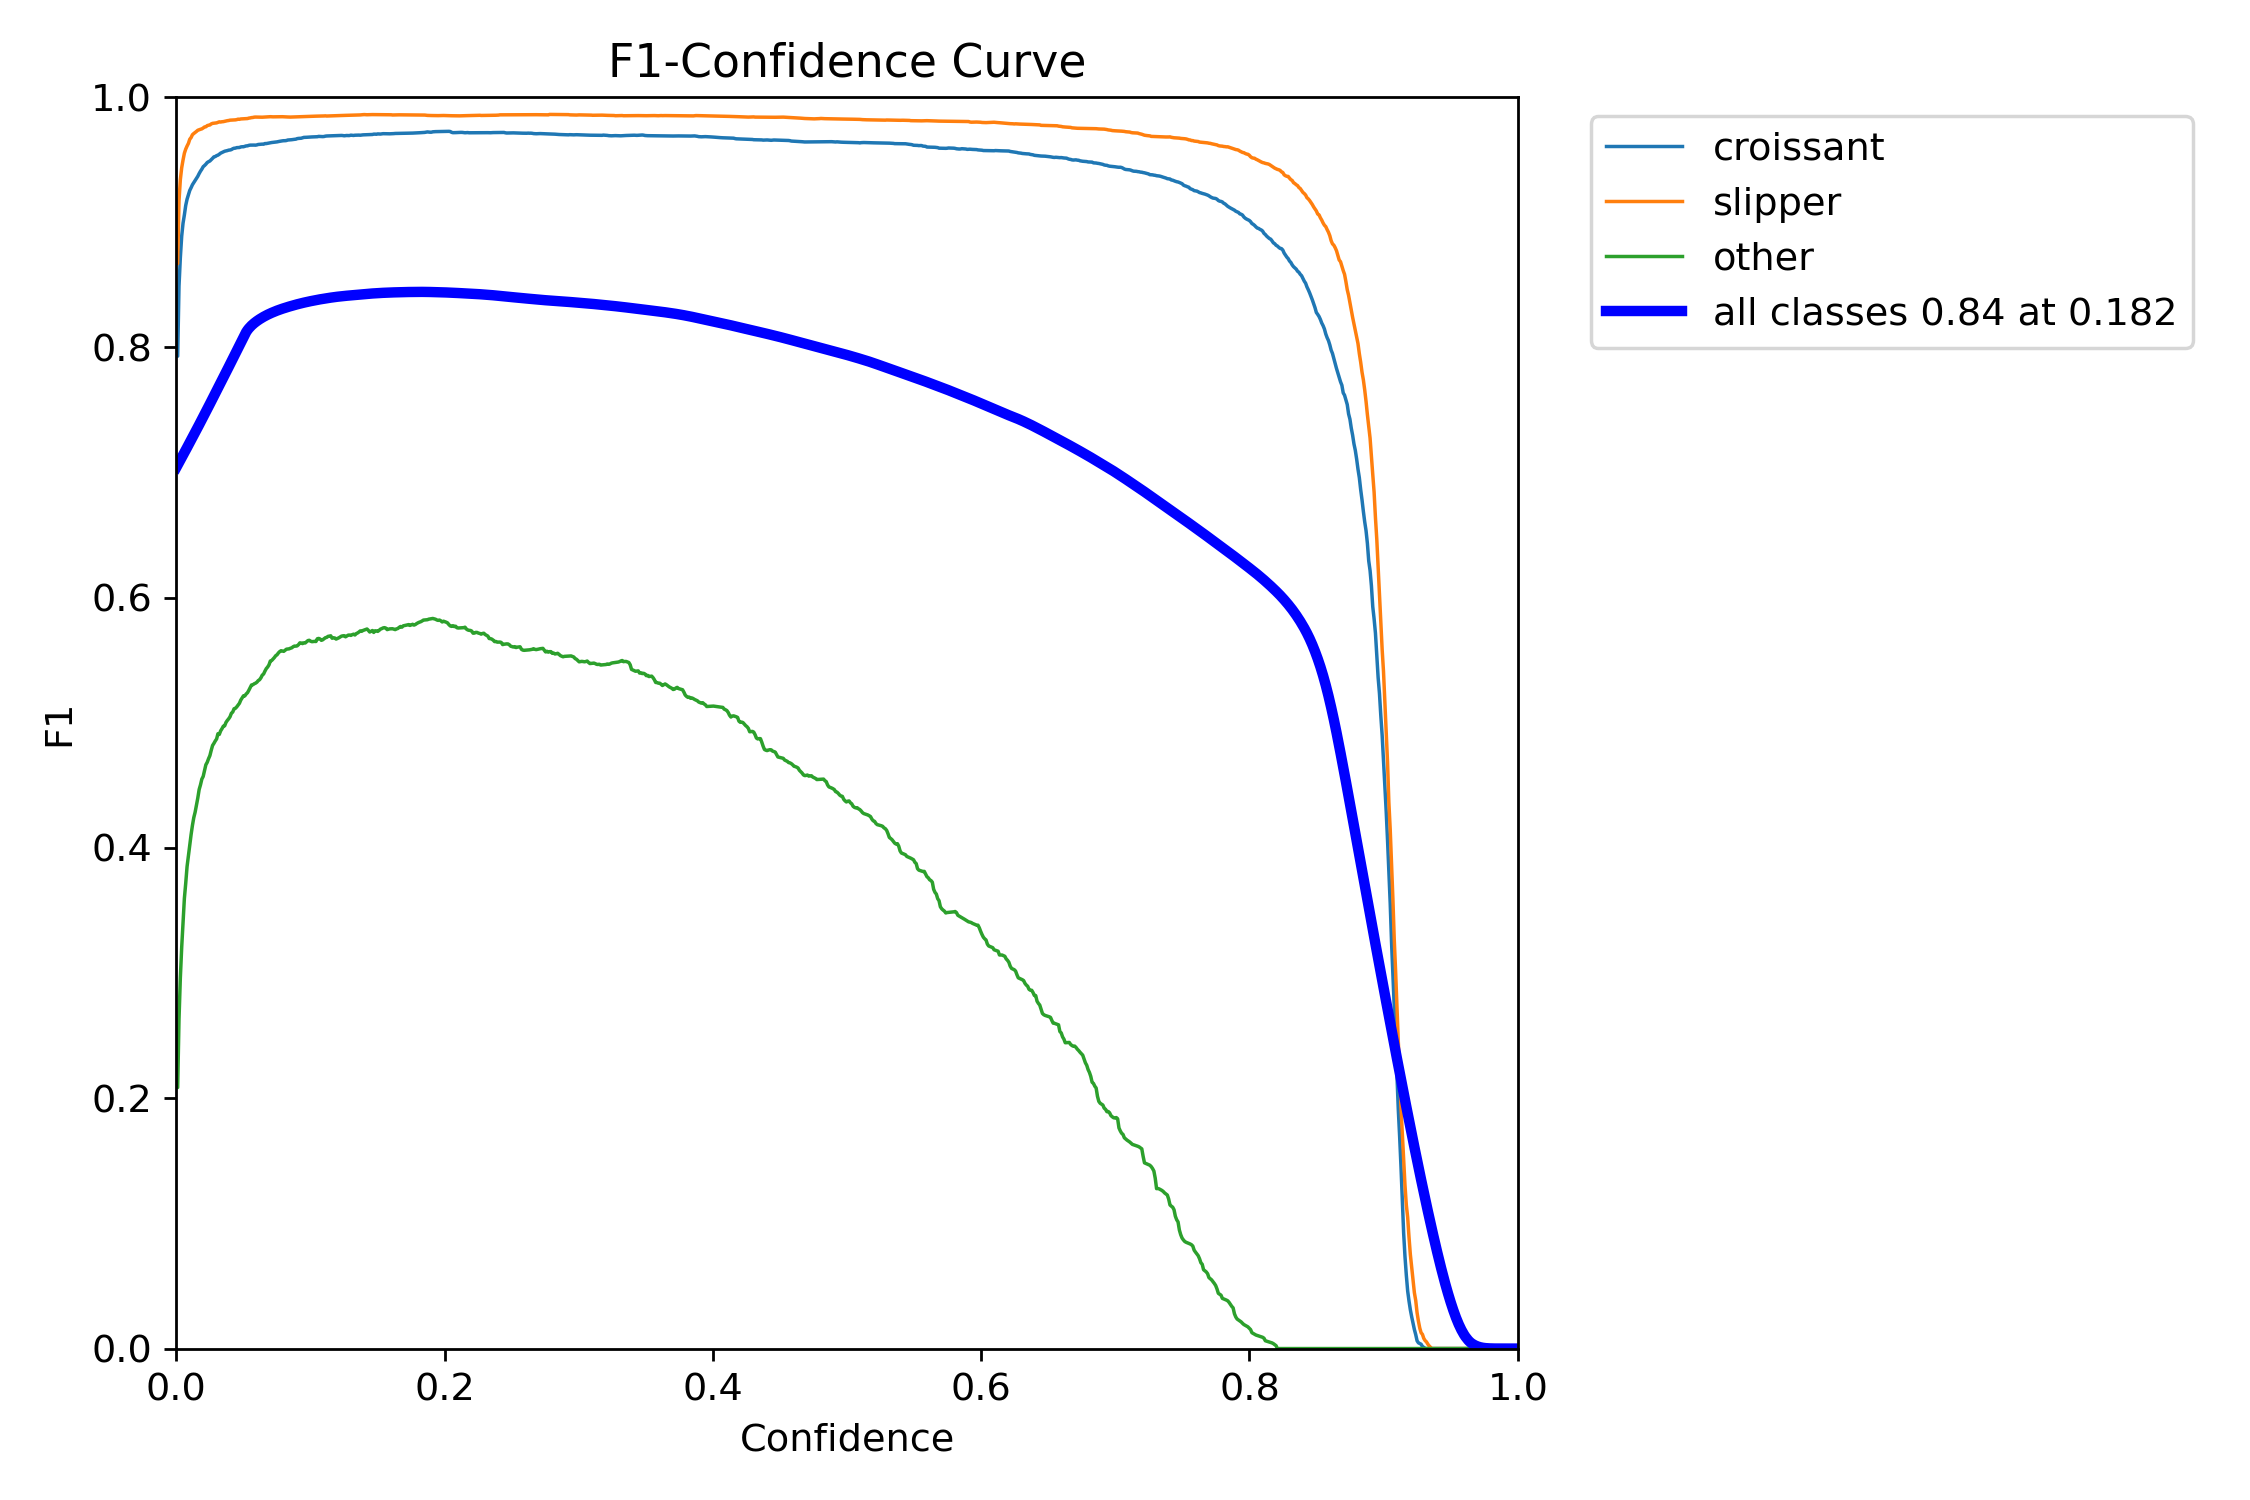 F1-Confidence Curve
1.0
0.8
0.6
0.4
0.2
0.0
F1
0.0 0.2 0.4 0.6 0.8 1.0
Confidence
croissant
slipper
other
all classes 0.84 at 0.182